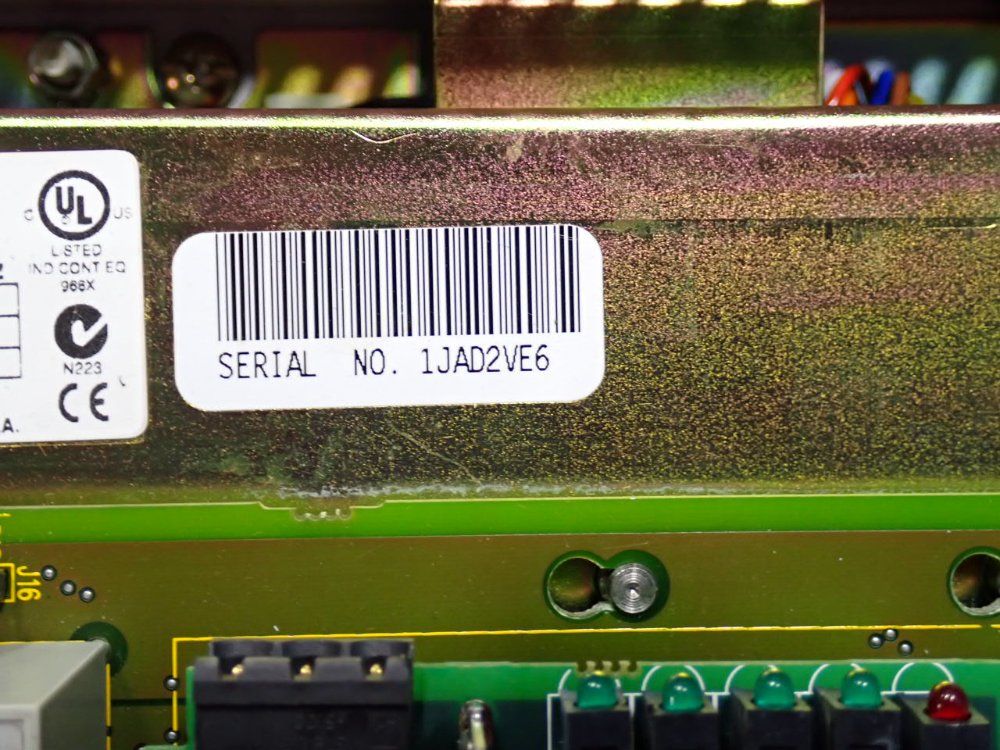 C UL US
LISTED
IND CONT EQ
966X
N223
CE
A.
SERIAL NO. 1JAD2VE6
J16